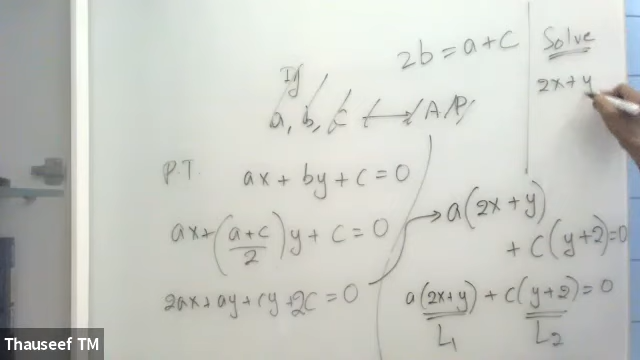 2b = a + c
If
a, b, c ⟷ A.P.
P.T. ax + by + c = 0
ax + (a+c/2)y + c = 0
2ax + ay + cy + 2c = 0
a(2x + y)
+ c(y+2) = 0
a(2x+y) + c(y+2) = 0
L1 L2
Solve
2x + y
Thauseef TM